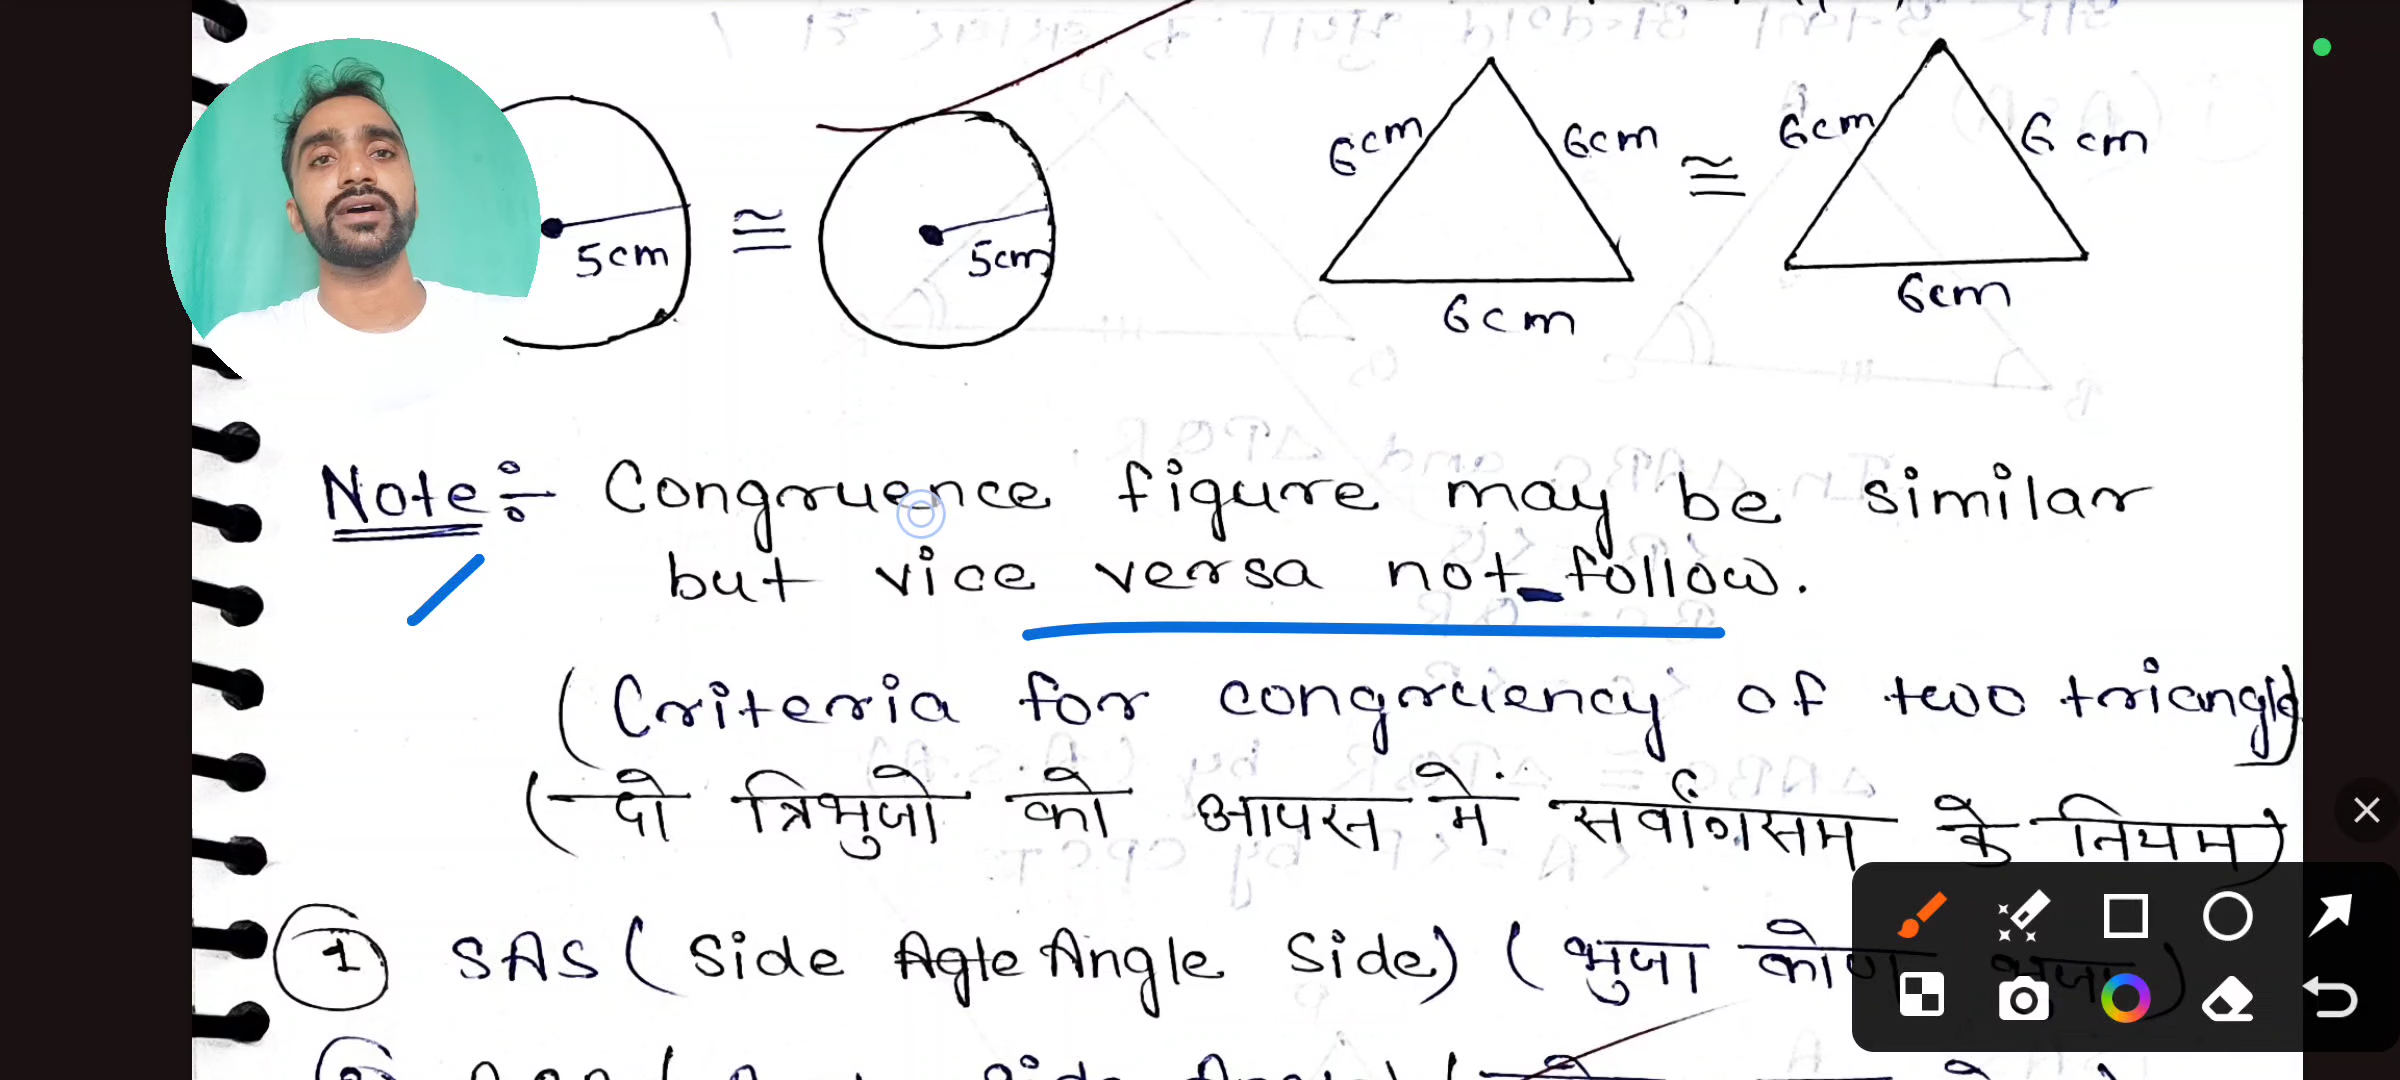 5cm ≅ 5cm
6cm 6cm 6cm ≅ 6cm 6cm 6cm
Note:- Congruence figure may be similar
but vice versa not follow.
(Criteria for congruency of two triangle)
(दो त्रिभुजो को आपस में सर्वांगसम के नियम)
1 SAS (Side Agle Angle Side) (भुजा कोण भुजा)